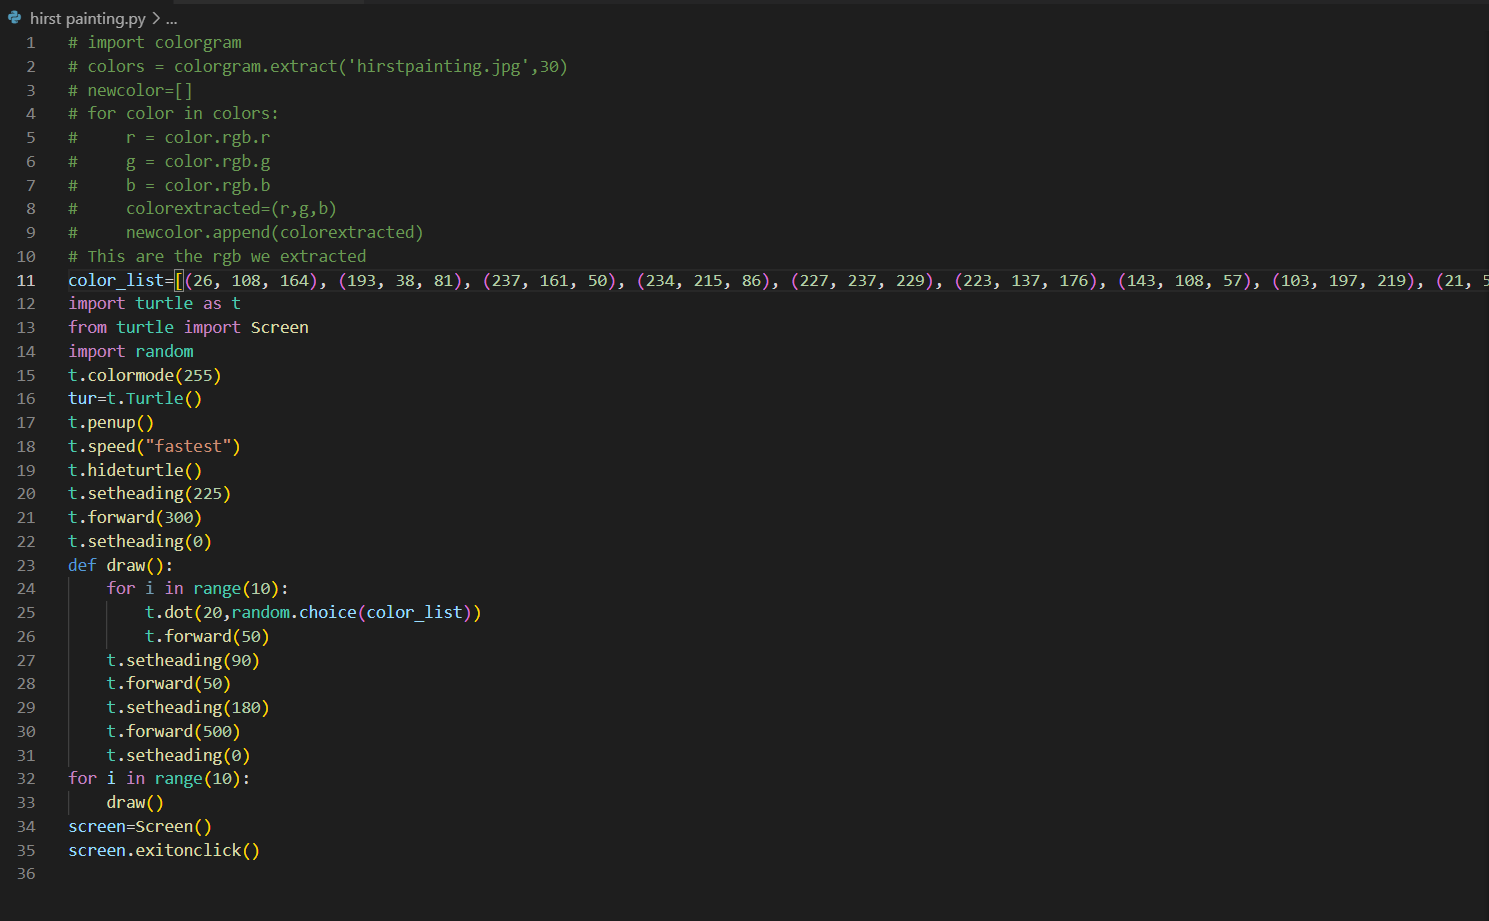 hirst painting.py > ...
1 # import colorgram
2 # colors = colorgram.extract('hirstpainting.jpg',30)
3 # newcolor=[]
4 # for color in colors:
5 #     r = color.rgb.r
6 #     g = color.rgb.g
7 #     b = color.rgb.b
8 #     colorextracted=(r,g,b)
9 #     newcolor.append(colorextracted)
10 # This are the rgb we extracted
11 color_list=[(26, 108, 164), (193, 38, 81), (237, 161, 50), (234, 215, 86), (227, 237, 229), (223, 137, 176), (143, 108, 57), (103, 197, 219), (21,
12 import turtle as t
13 from turtle import Screen
14 import random
15 t.colormode(255)
16 tur=t.Turtle()
17 t.penup()
18 t.speed("fastest")
19 t.hideturtle()
20 t.setheading(225)
21 t.forward(300)
22 t.setheading(0)
23 def draw():
24     for i in range(10):
25         t.dot(20,random.choice(color_list))
26         t.forward(50)
27     t.setheading(90)
28     t.forward(50)
29     t.setheading(180)
30     t.forward(500)
31     t.setheading(0)
32 for i in range(10):
33     draw()
34 screen=Screen()
35 screen.exitonclick()
36